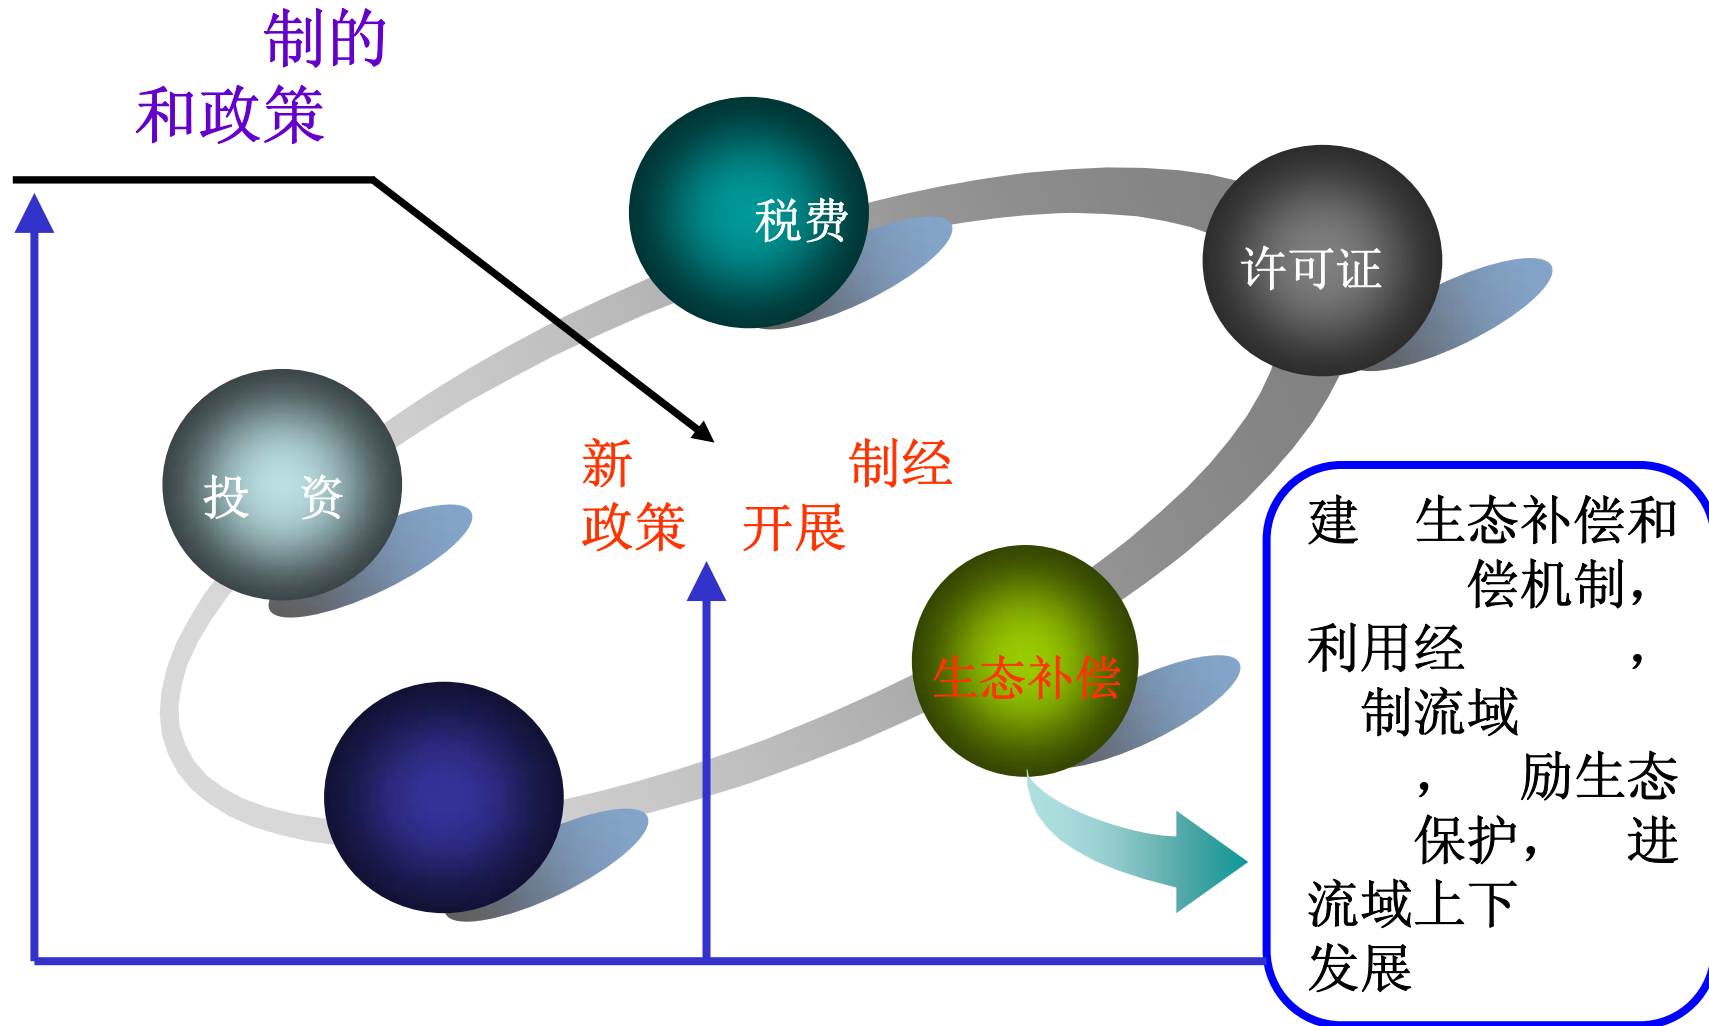 制的
和政策
税费
许可证
投 资
新 制经
政策 开展
生态补偿
建 生态补偿和
偿机制，
利用经 ，
制流域
， 励生态
保护， 进
流域上下
发展